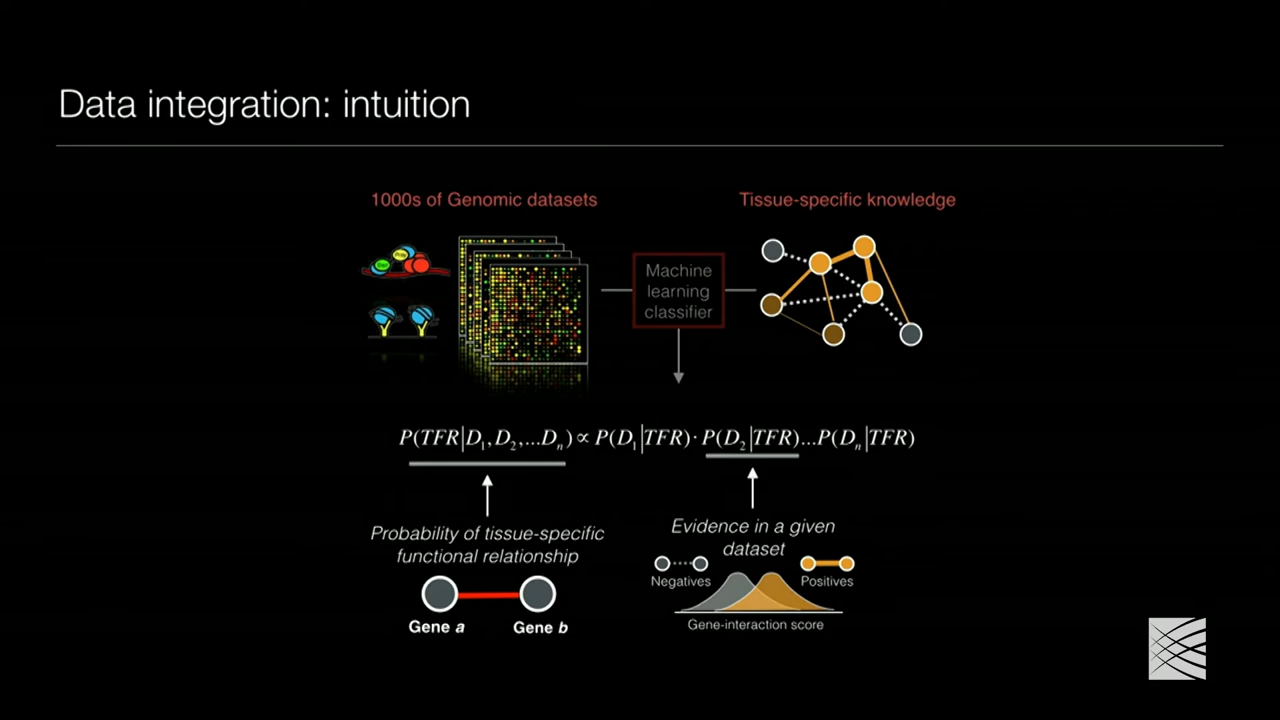 Data integration: intuition
1000s of Genomic datasets
Tissue-specific knowledge
Machine
learning
classifier
P(TFR|D₁,D₂,...Dₙ) ∝ P(D₁|TFR)·P(D₂|TFR)...P(Dₙ|TFR)
Probability of tissue-specific
functional relationship
Gene a
Gene b
Evidence in a given
dataset
Negatives
Positives
Gene-interaction score